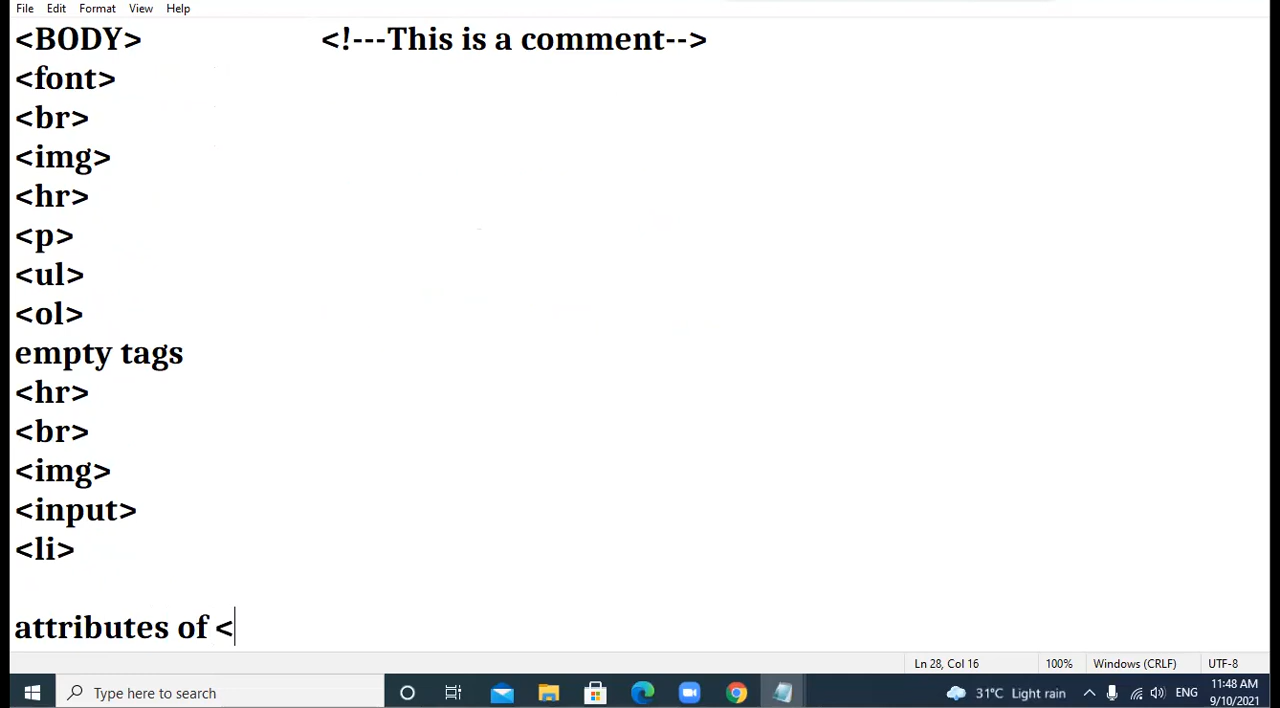 File Edit Format View Help
<BODY> <!---This is a comment-->
<font>
<br>
<img>
<hr>
<p>
<ul>
<ol>
empty tags
<hr>
<br>
<img>
<input>
<li>
attributes of <
Ln 28, Col 16 100% Windows (CRLF) UTF-8
Type here to search 31°C Light rain ENG 11:48 AM
9/10/2021